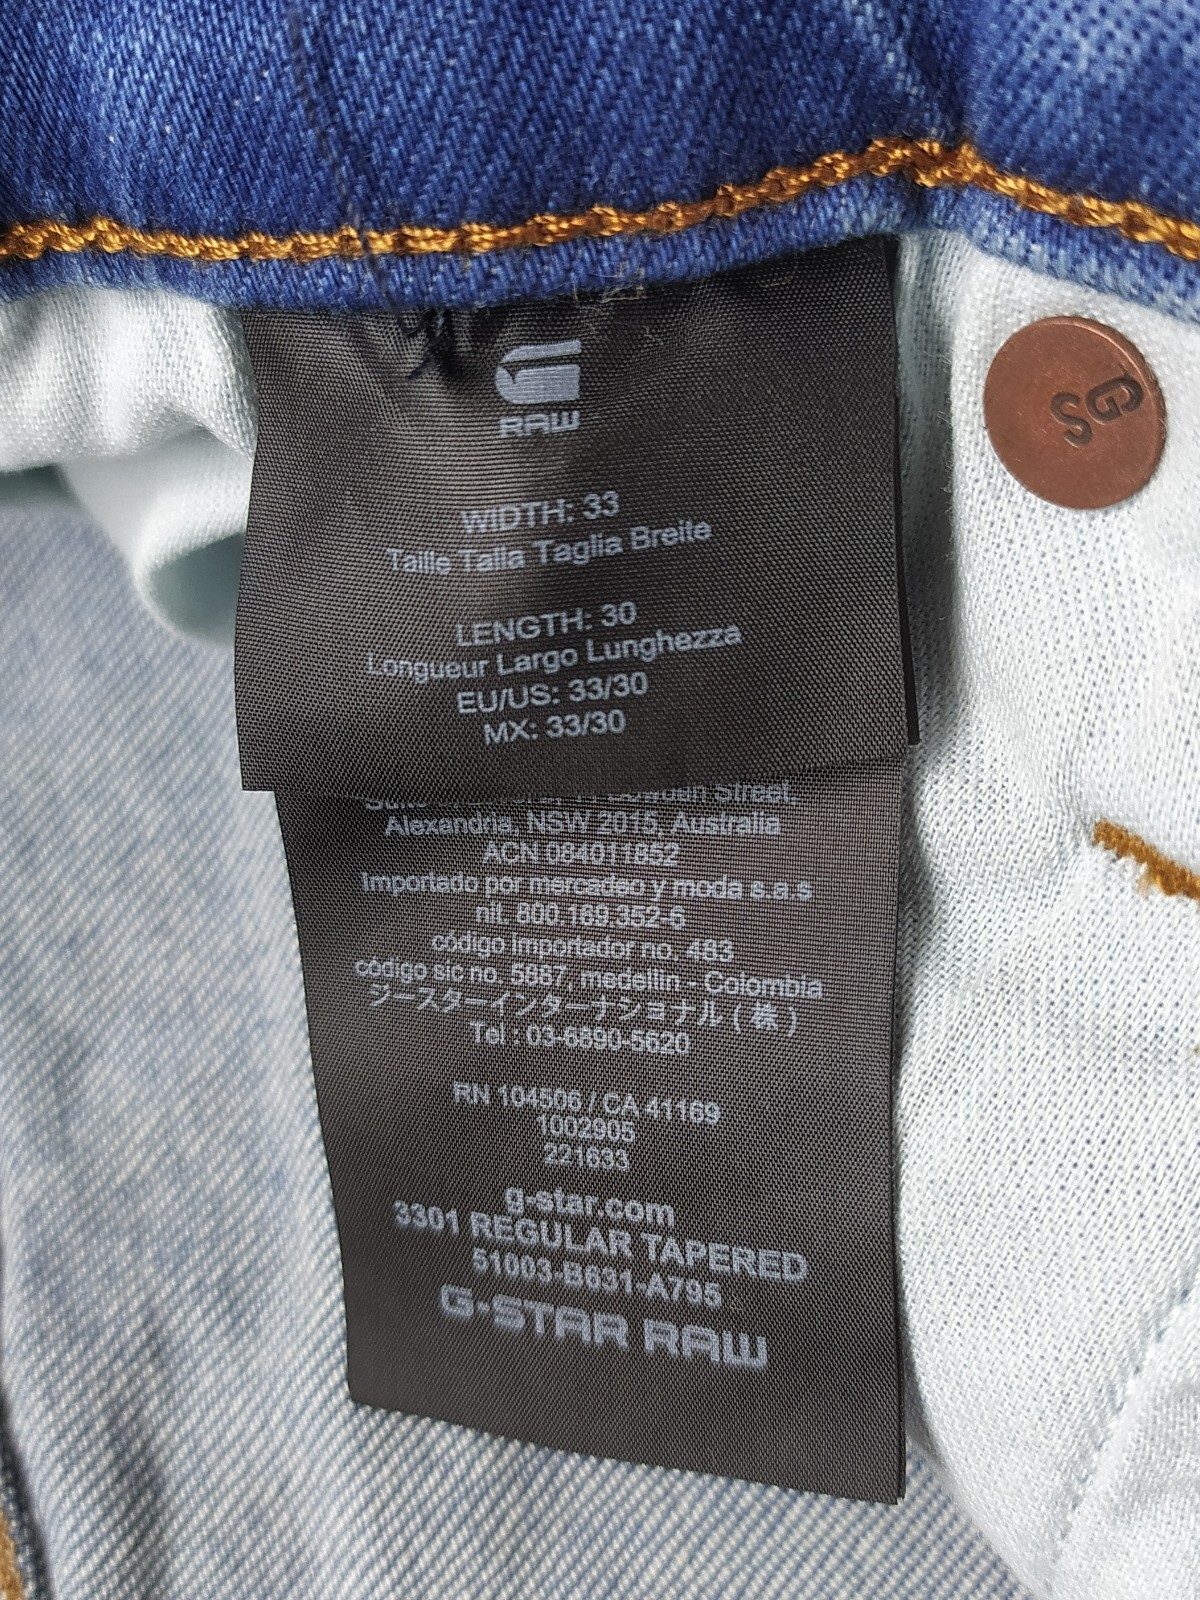 RAW
WIDTH: 33
Taille Talla Taglia Breite
LENGTH: 30
Longueur Largo Lunghezza
EU/US: 33/30
MX: 33/30
Street,
Alexandria, NSW 2015, Australia
ACN 084011852
Importado por mercadeo y moda s.a.s
nit. 800.169.352-6
código importador no. 483
código sic no. 5887, medellin - Colombia
ジースターインターナショナル (株)
Tel : 03-6890-5620
RN 104506 / CA 41169
1002905
221633
g-star.com
3301 REGULAR TAPERED
51003-B631-A795
G-STAR RAW
GS